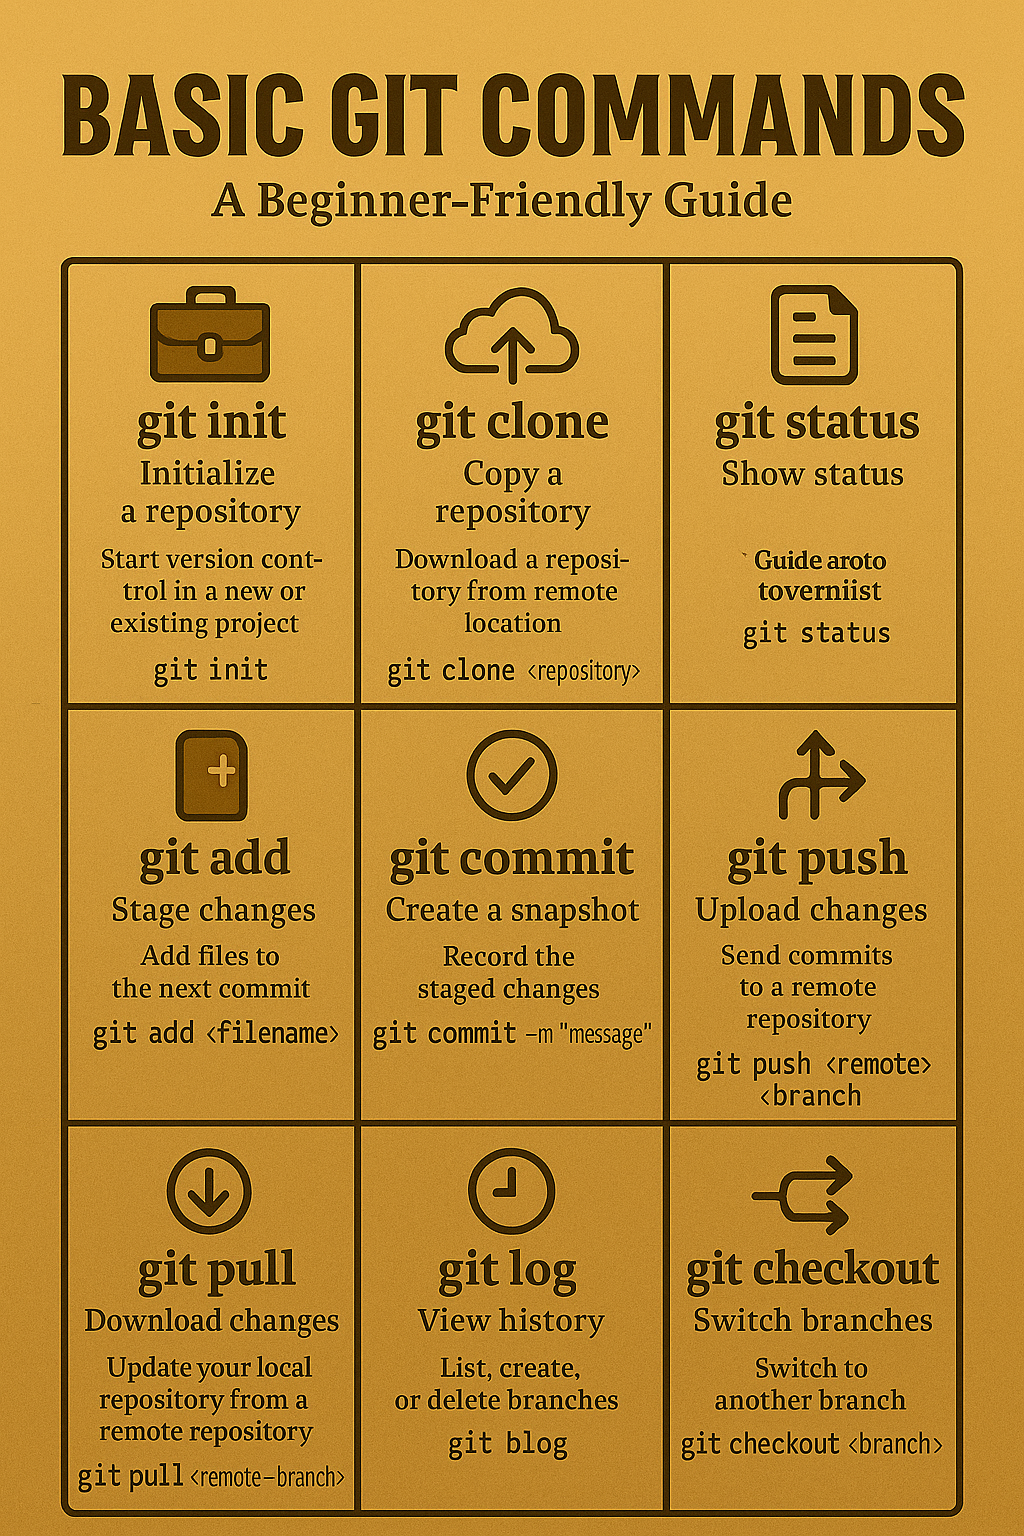 BASIC GIT COMMANDS
A Beginner-Friendly Guide
git init
Initialize
a repository
Start version cont-
trol in a new or
existing project
git init
git clone
Copy a
repository
Download a reposi-
tory from remote
location
git clone <repository>
git status
Show status
Guide aroto
toverniist
git status
git add
Stage changes
Add files to
the next commit
git add <filename>
git commit
Create a snapshot
Record the
staged changes
git commit –m "message"
git push
Upload changes
Send commits
to a remote
repository
git push <remote>
<branch
git pull
Download changes
Update your local
repository from a
remote repository
git pull <remote–branch>
git log
View history
List, create,
or delete branches
git blog
git checkout
Switch branches
Switch to
another branch
git checkout <branch>